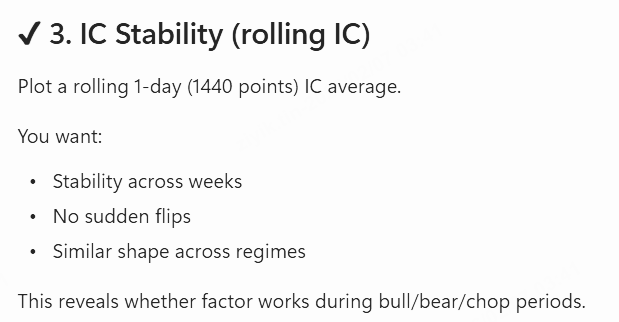 ✔ 3. IC Stability (rolling IC)
Plot a rolling 1-day (1440 points) IC average.
You want:
• Stability across weeks
• No sudden flips
• Similar shape across regimes
This reveals whether factor works during bull/bear/chop periods.